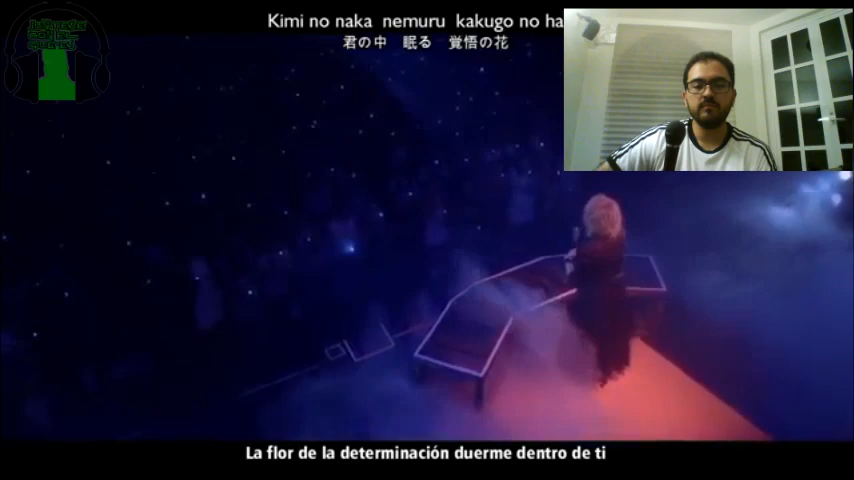 Kimi no naka nemuru kakugo no ha
君の中 眠る 覚悟の花
La flor de la determinación duerme dentro de ti